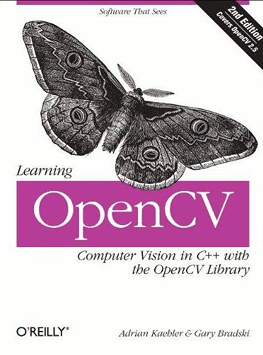 Software That Sees
2nd Edition
Covers OpenCV 2.5
Learning
OpenCV
Computer Vision in C++ with
the OpenCV Library
O'REILLY®
Adrian Kaehler & Gary Bradski